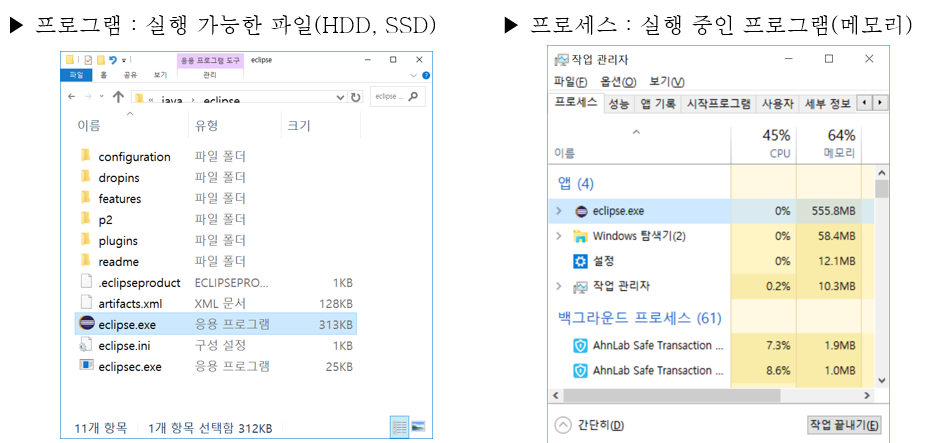 ▶ 프로그램 : 실행 가능한 파일(HDD, SSD)
응용 프로그램 도구 eclipse
파일 홈 공유 보기 관리
« java › eclipse
eclipse ...
이름 유형 크기
configuration 파일 폴더
dropins 파일 폴더
features 파일 폴더
p2 파일 폴더
plugins 파일 폴더
readme 파일 폴더
.eclipseproduct ECLIPSEPRO... 1KB
artifacts.xml XML 문서 128KB
eclipse.exe 응용 프로그램 313KB
eclipse.ini 구성 설정 1KB
eclipsec.exe 응용 프로그램 25KB
11개 항목 1개 항목 선택함 312KB
▶ 프로세스 : 실행 중인 프로그램(메모리)
작업 관리자
파일(F) 옵션(O) 보기(V)
프로세스 성능 앱 기록 시작프로그램 사용자 세부 정보
45% 64%
이름 CPU 메모리
앱 (4)
eclipse.exe 0% 555.8MB
Windows 탐색기(2) 0% 58.4MB
설정 0% 12.1MB
작업 관리자 0.2% 10.3MB
백그라운드 프로세스 (61)
AhnLab Safe Transaction ... 7.3% 1.9MB
AhnLab Safe Transaction ... 8.6% 1.0MB
간단히(D) 작업 끝내기(E)